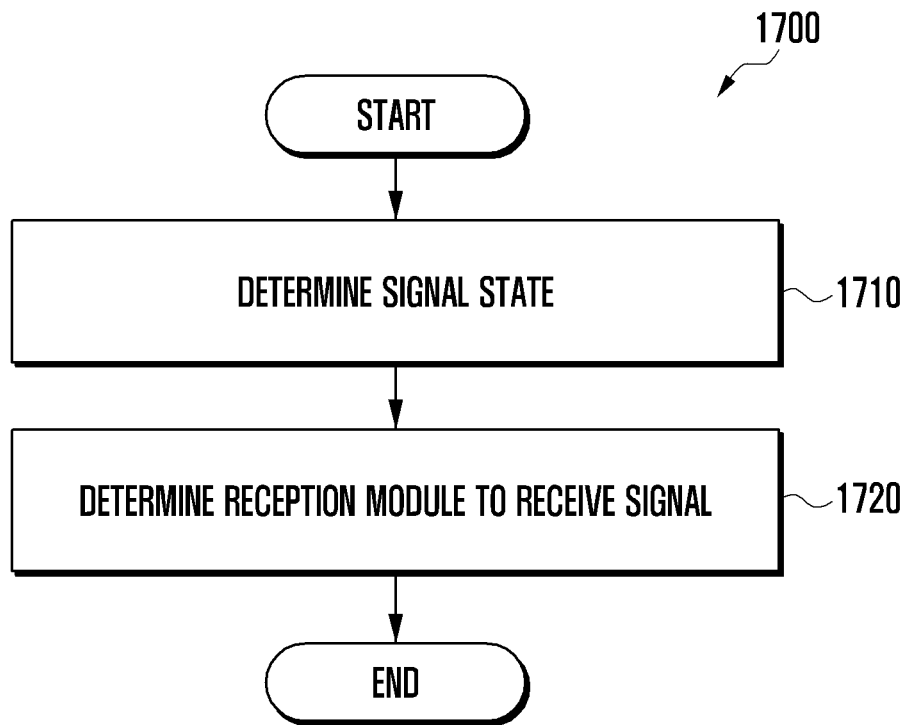 1700
START
DETERMINE SIGNAL STATE
1710
DETERMINE RECEPTION MODULE TO RECEIVE SIGNAL
1720
END